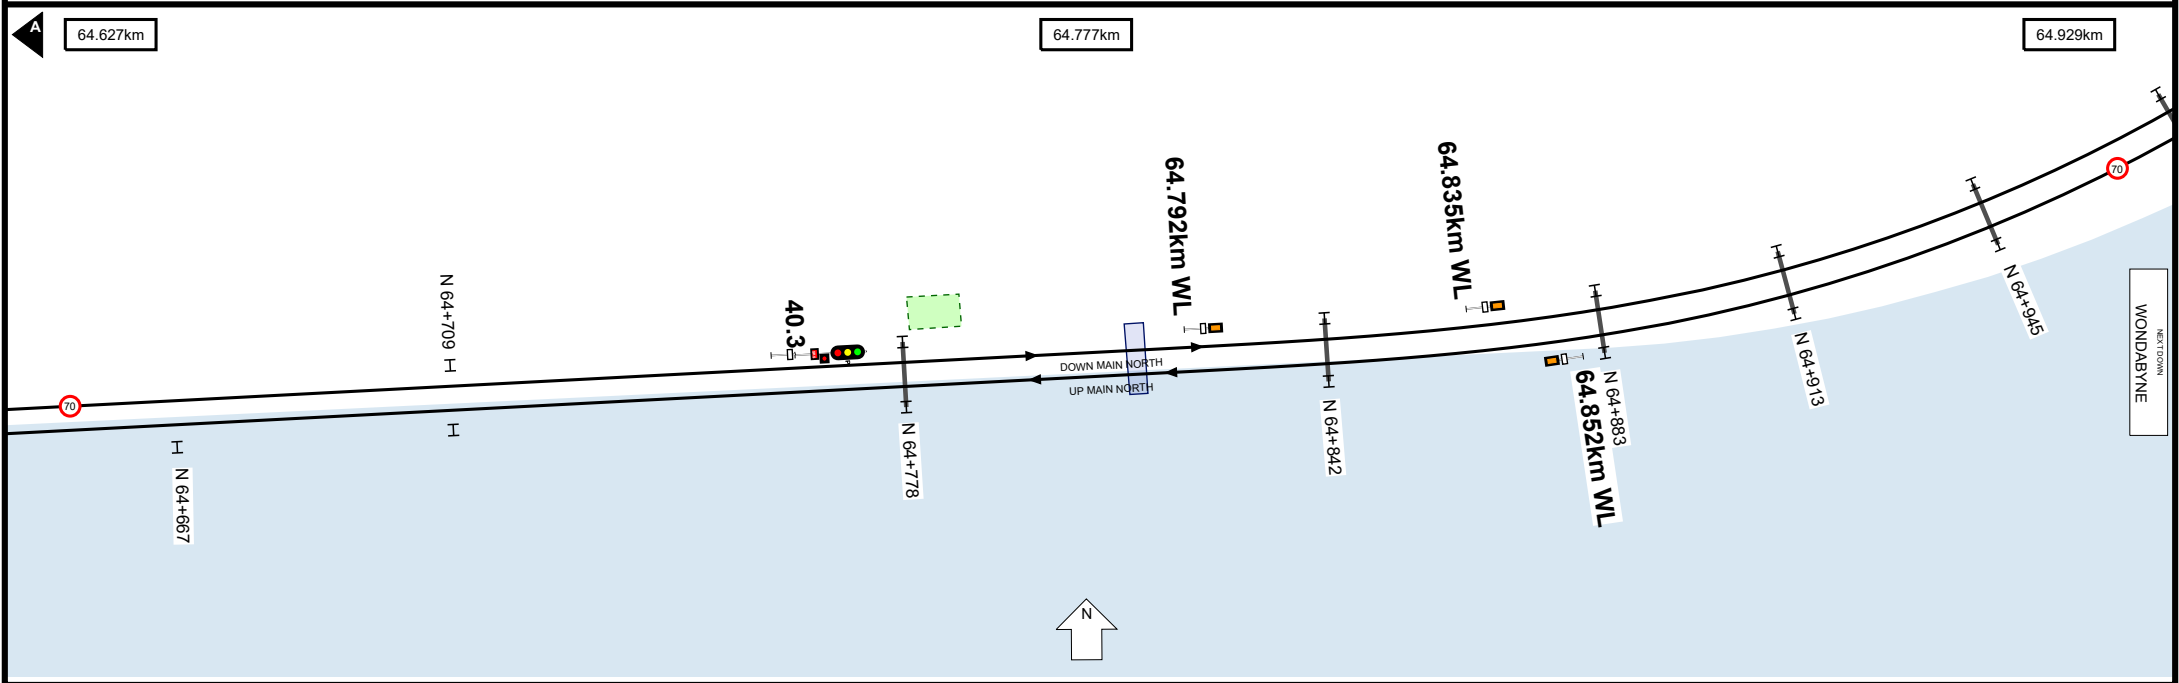 A
64.627km
64.777km
64.929km
70
N 64+709
40.3
64.792km WL
64.835km WL
70
DOWN MAIN NORTH
UP MAIN NORTH
N 64+667
N 64+778
N 64+842
64.852km WL
N 64+883
N 64+913
N 64+945
NEXT DOWN
WONDABYNE
N